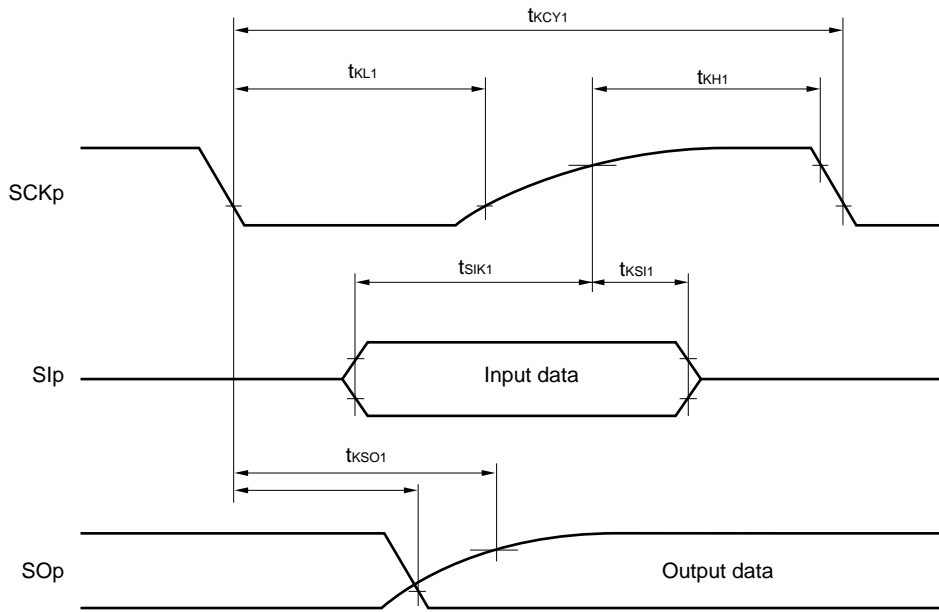 tKCY1
tKL1
tKH1
SCKp
tSIK1
tKSI1
SIp
Input data
tKSO1
SOp
Output data